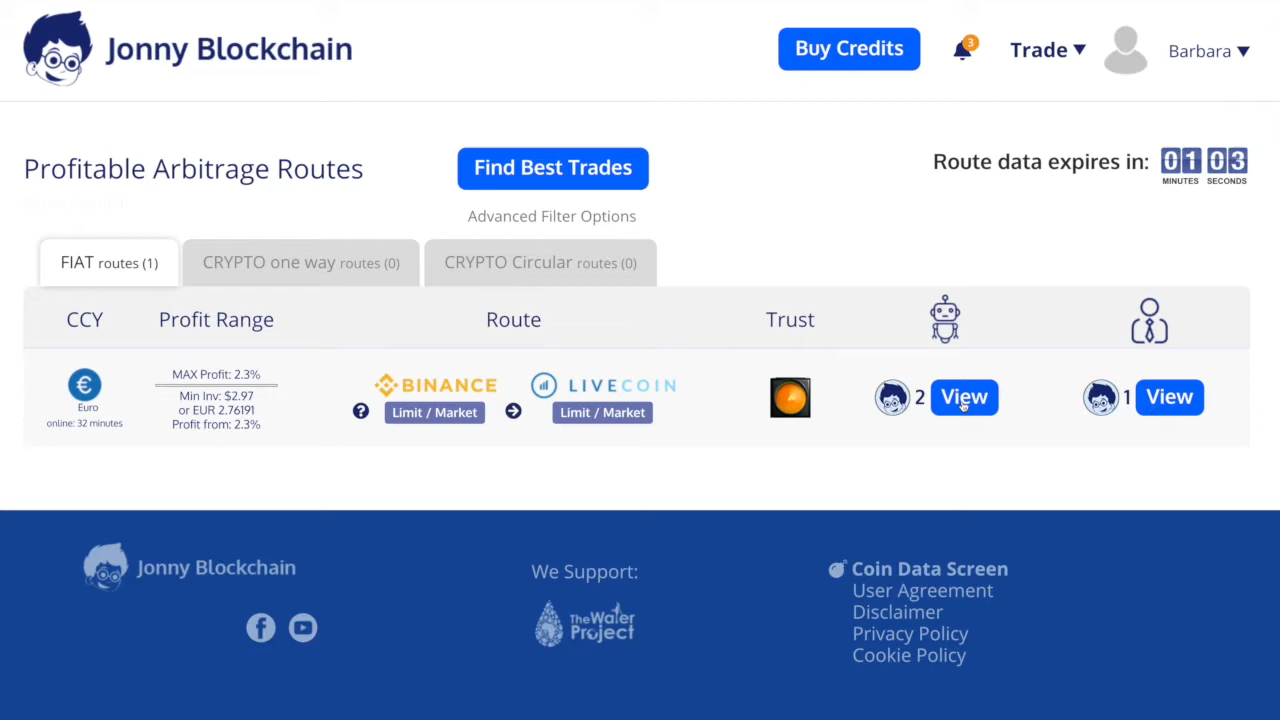 Jonny Blockchain
Buy Credits
3
Trade
Barbara
Profitable Arbitrage Routes
Find Best Trades
Route data expires in:
01 03
MINUTES SECONDS
Advanced Filter Options
FIAT routes (1)
CRYPTO one way routes (0)
CRYPTO Circular routes (0)
CCY
Profit Range
Route
Trust
€
Euro
online: 32 minutes
MAX Profit: 2.3%
Min Inv: $2.97
or EUR 2.76191
Profit from: 2.3%
BINANCE
LIVECOIN
?
Limit / Market
Limit / Market
2
View
1
View
Jonny Blockchain
We Support:
The Water
Project
Coin Data Screen
User Agreement
Disclaimer
Privacy Policy
Cookie Policy